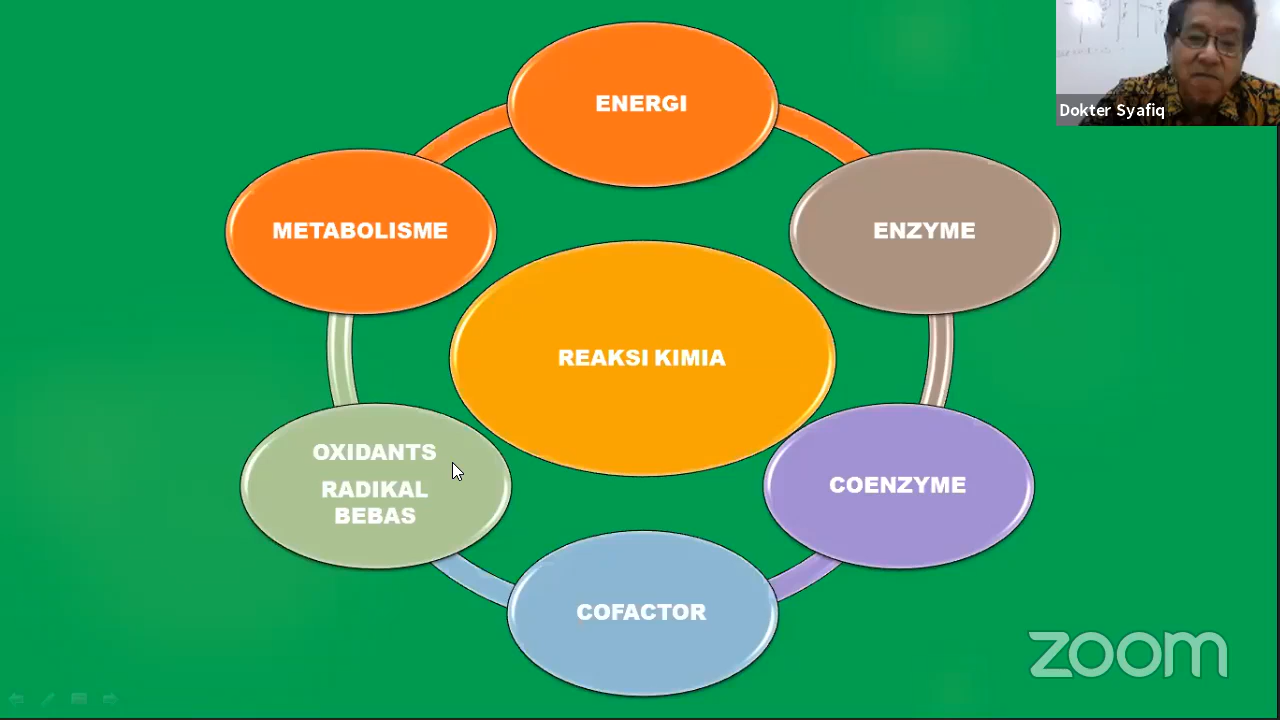 ENERGI
Dokter Syafiq
METABOLISME
ENZYME
REAKSI KIMIA
OXIDANTS
RADIKAL
BEBAS
COENZYME
COFACTOR
zoom